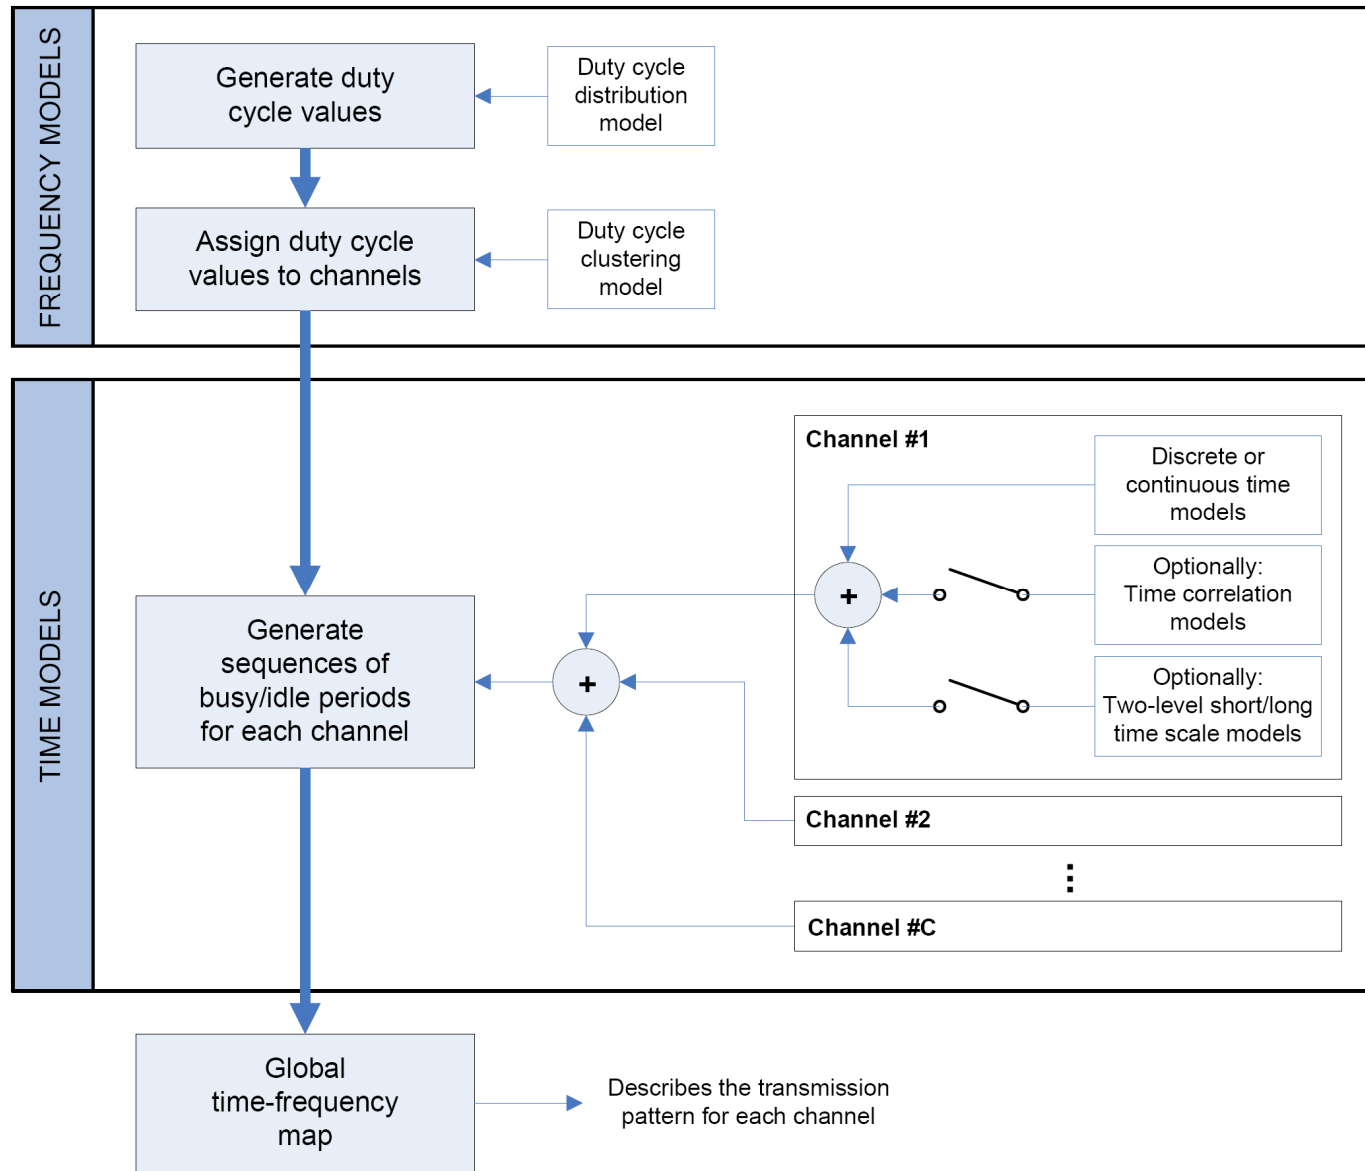 FREQUENCY MODELS
Generate duty
cycle values
Duty cycle
distribution
model
Assign duty cycle
values to channels
Duty cycle
clustering
model
TIME MODELS
Channel #1
Discrete or
continuous time
models
Optionally:
Time correlation
models
Optionally:
Two-level short/long
time scale models
+
+
Generate
sequences of
busy/idle periods
for each channel
Channel #2
⋮
Channel #C
Global
time-frequency
map
Describes the transmission
pattern for each channel